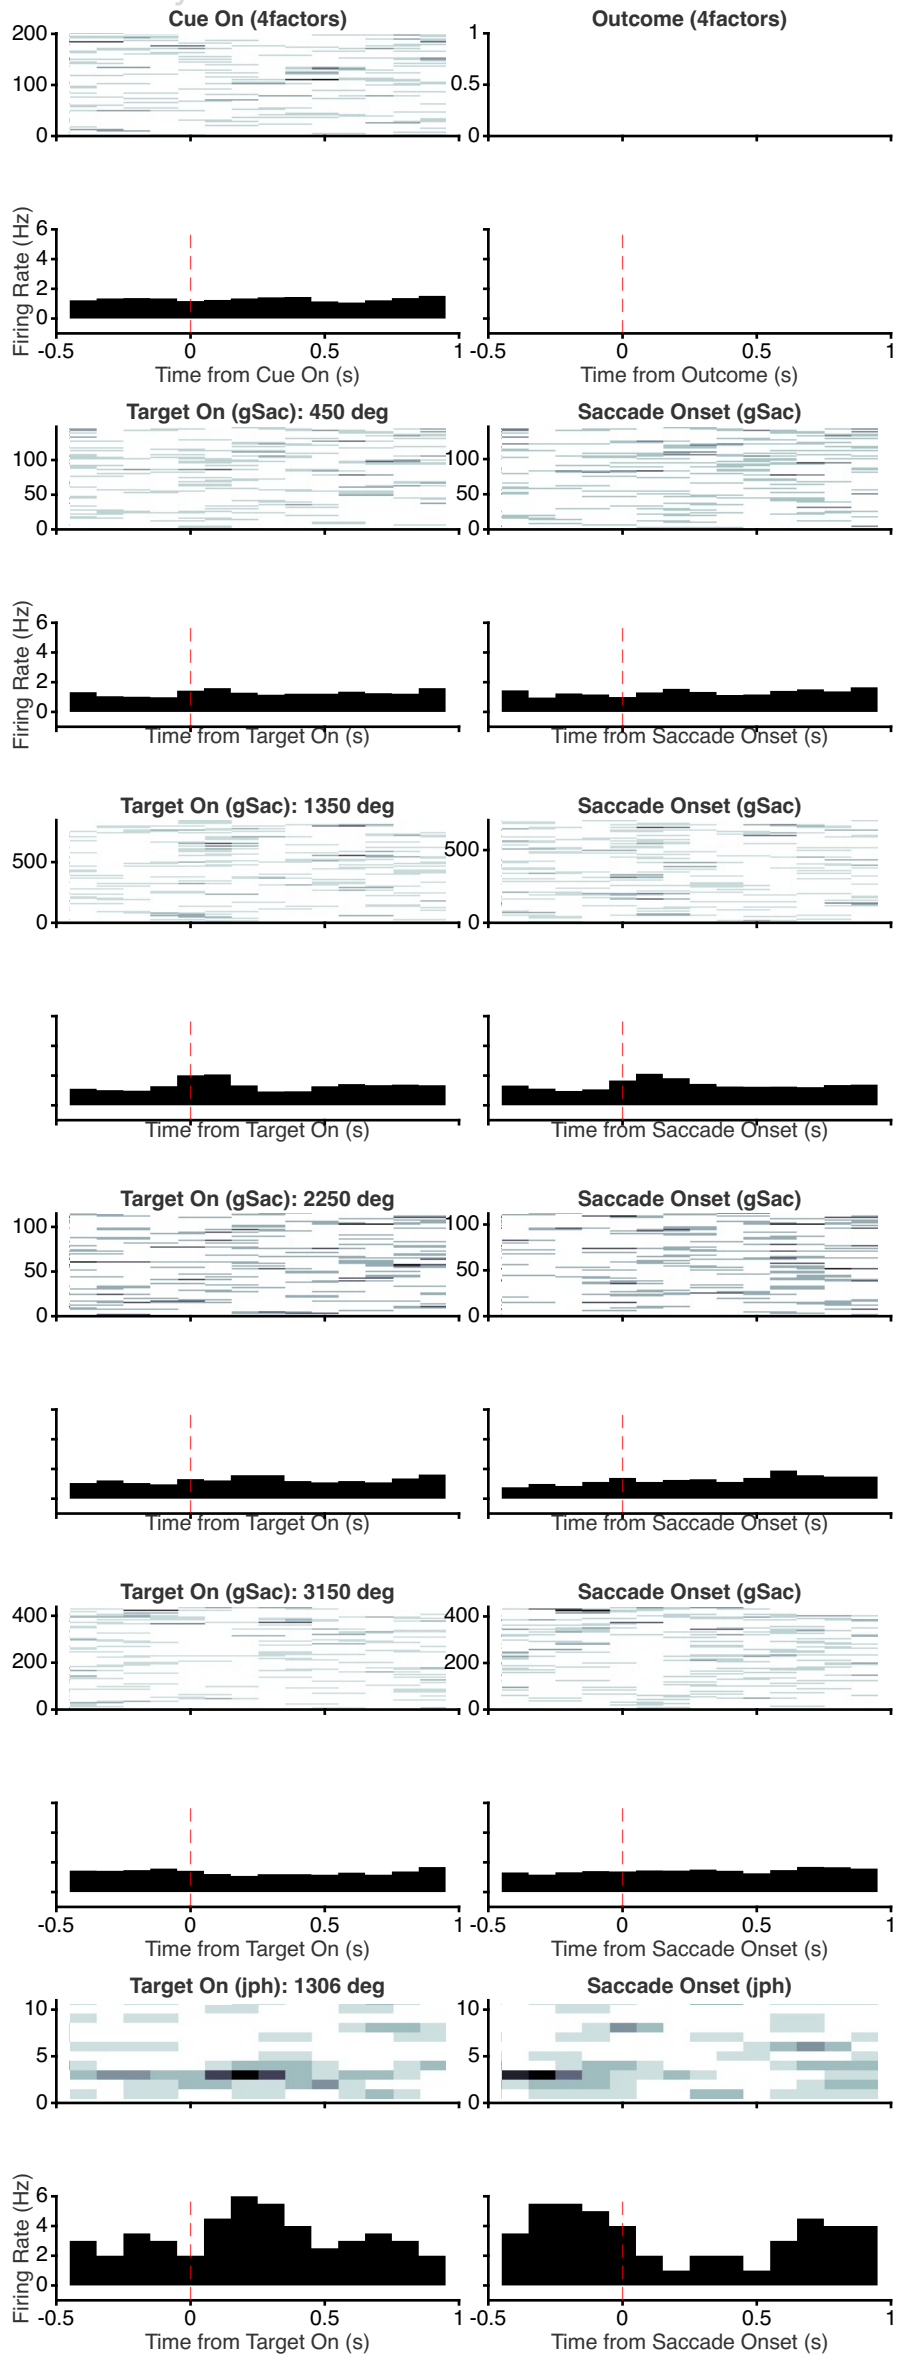 Cue On (4factors) Outcome (4factors)
200 1
100 0.5
0 0
Firing Rate (Hz)
6
4
2
0
-0.5 0 0.5 1 -0.5 0 0.5 1
Time from Cue On (s) Time from Outcome (s)
Target On (gSac): 450 deg Saccade Onset (gSac)
100 100
50 50
0 0
Firing Rate (Hz)
6
4
2
0
Time from Target On (s) Time from Saccade Onset (s)
Target On (gSac): 1350 deg Saccade Onset (gSac)
500 500
0 0
Time from Target On (s) Time from Saccade Onset (s)
Target On (gSac): 2250 deg Saccade Onset (gSac)
100 100
50 50
0 0
Time from Target On (s) Time from Saccade Onset (s)
Target On (gSac): 3150 deg Saccade Onset (gSac)
400 400
200 200
0 0
-0.5 0 0.5 1 -0.5 0 0.5 1
Time from Target On (s) Time from Saccade Onset (s)
Target On (jph): 1306 deg Saccade Onset (jph)
10 10
5 5
0 0
Firing Rate (Hz)
6
4
2
0
-0.5 0 0.5 1 -0.5 0 0.5 1
Time from Target On (s) Time from Saccade Onset (s)